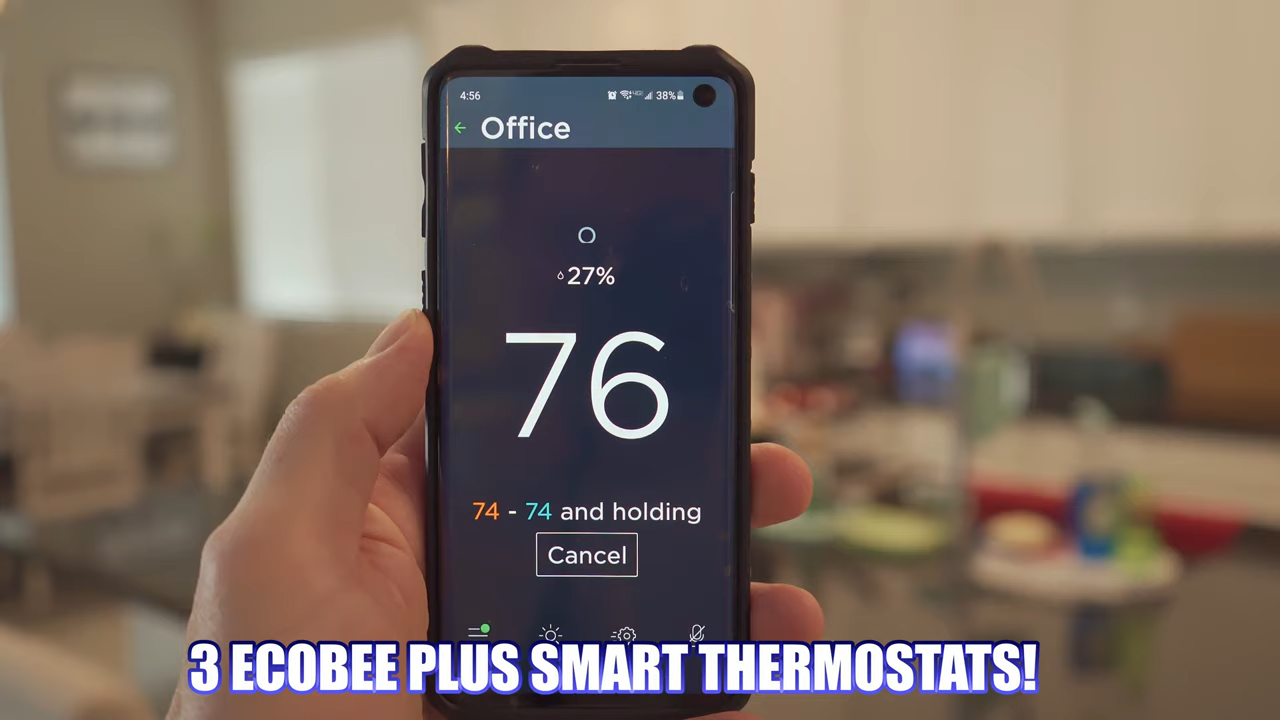 4:56 38%
Office
27%
76
74 - 74 and holding
Cancel
3 ECOBEE PLUS SMART THERMOSTATS!